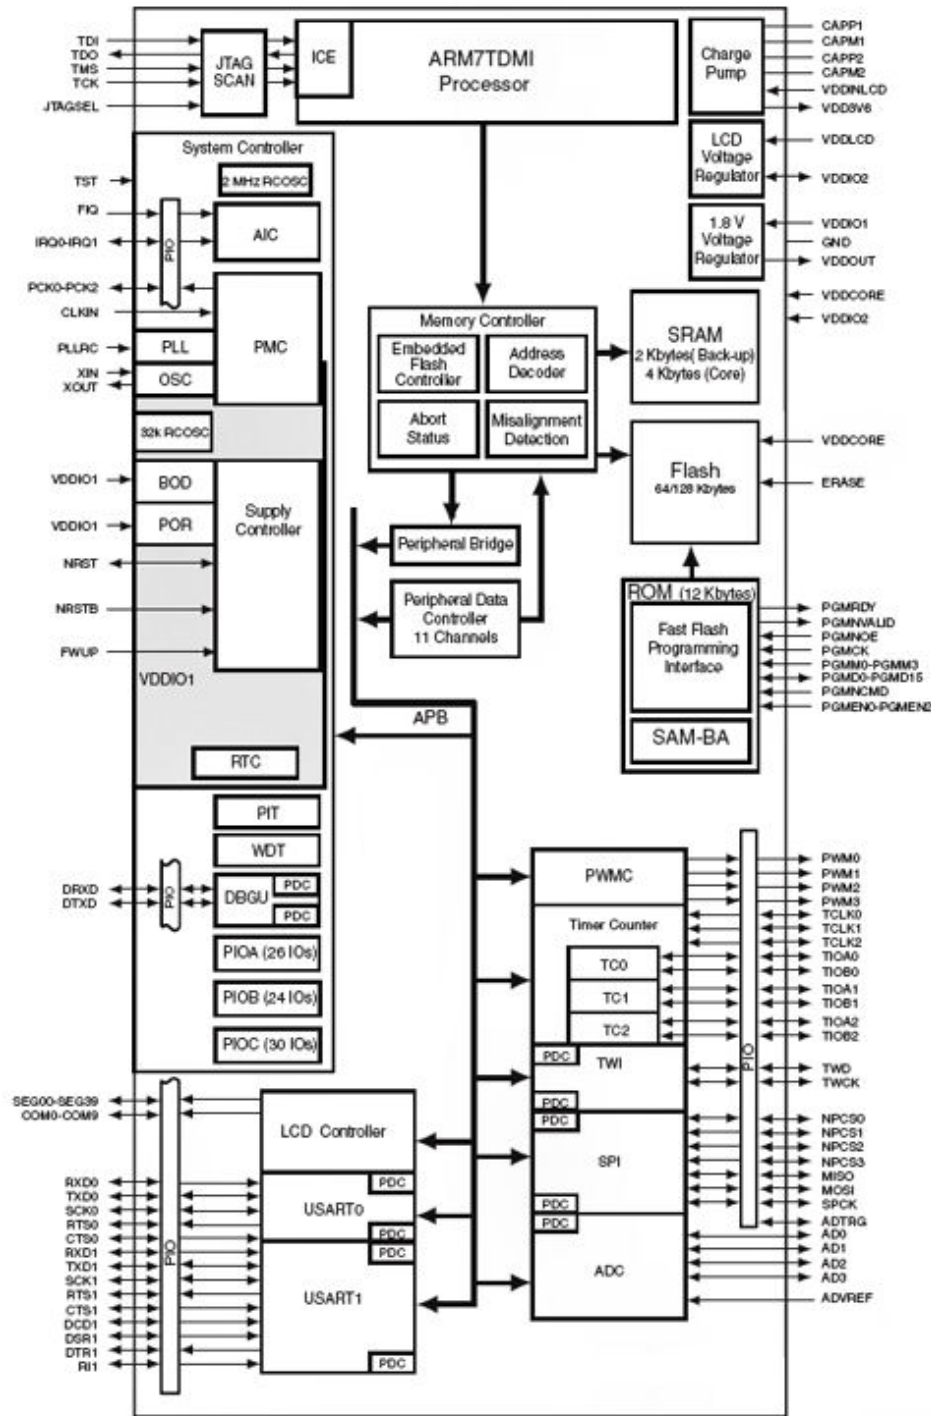 TDI
TDO
TMS
TCK
JTAGSEL
JTAG
SCAN
ICE
ARM7TDMI
Processor
Charge
Pump
CAPP1
CAPM1
CAPP2
CAPM2
VDDINLCD
VDD3V6
LCD
Voltage
Regulator
VDDLCD
VDDIO2
1.8 V
Voltage
Regulator
VDDIO1
GND
VDDOUT
VDDCORE
VDDIO2
System Controller
2 MHz RCOSC
TST
FIQ
IRQ0-IRQ1
PIO
AIC
PCK0-PCK2
CLKIN
PMC
PLLRC
PLL
XIN
XOUT
OSC
32k RCOSC
VDDIO1
BOD
VDDIO1
POR
Supply
Controller
NRST
NRSTB
FWUP
VDDIO1
RTC
PIT
WDT
DRXD
DTXD
PIO
DBGU
PDC
PDC
PIOA (26 IOs)
PIOB (24 IOs)
PIOC (30 IOs)
Memory Controller
Embedded
Flash
Controller
Address
Decoder
Abort
Status
Misalignment
Detection
SRAM
2 Kbytes( Back-up)
4 Kbytes (Core)
Flash
64/128 Kbytes
VDDCORE
ERASE
Peripheral Bridge
Peripheral Data
Controller
11 Channels
APB
ROM (12 Kbytes)
Fast Flash
Programming
Interface
SAM-BA
PGMRDY
PGMNVALID
PGMNOE
PGMCK
PGMM0-PGMM3
PGMD0-PGMD15
PGMNCMD
PGMEN0-PGMEN2
PWMC
Timer Counter
TC0
TC1
TC2
PDC
TWI
PDC
PDC
SPI
PDC
PDC
ADC
PIO
PWM0
PWM1
PWM2
PWM3
TCLK0
TCLK1
TCLK2
TIOA0
TIOB0
TIOA1
TIOB1
TIOA2
TIOB2
TWD
TWCK
NPCS0
NPCS1
NPCS2
NPCS3
MISO
MOSI
SPCK
ADTRG
AD0
AD1
AD2
AD3
ADVREF
SEG00-SEG39
COM0-COM9
PIO
LCD Controller
RXD0
TXD0
SCK0
RTS0
CTS0
RXD1
TXD1
SCK1
RTS1
CTS1
DCD1
DSR1
DTR1
RI1
PDC
USART0
PDC
PDC
USART1
PDC